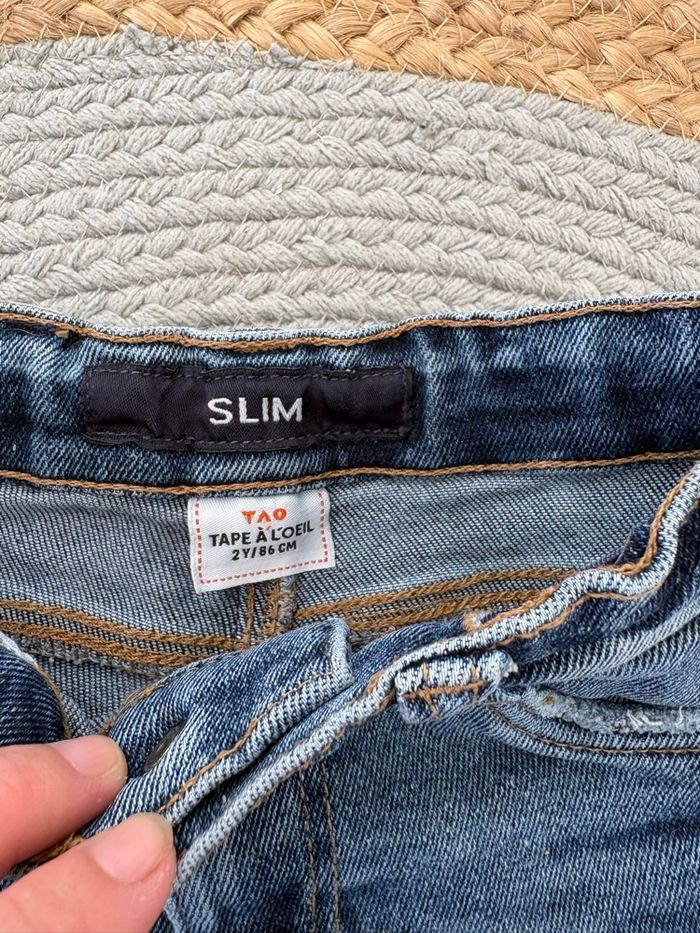 SLIM
TAO
TAPE À L'OEIL
2Y/86 CM